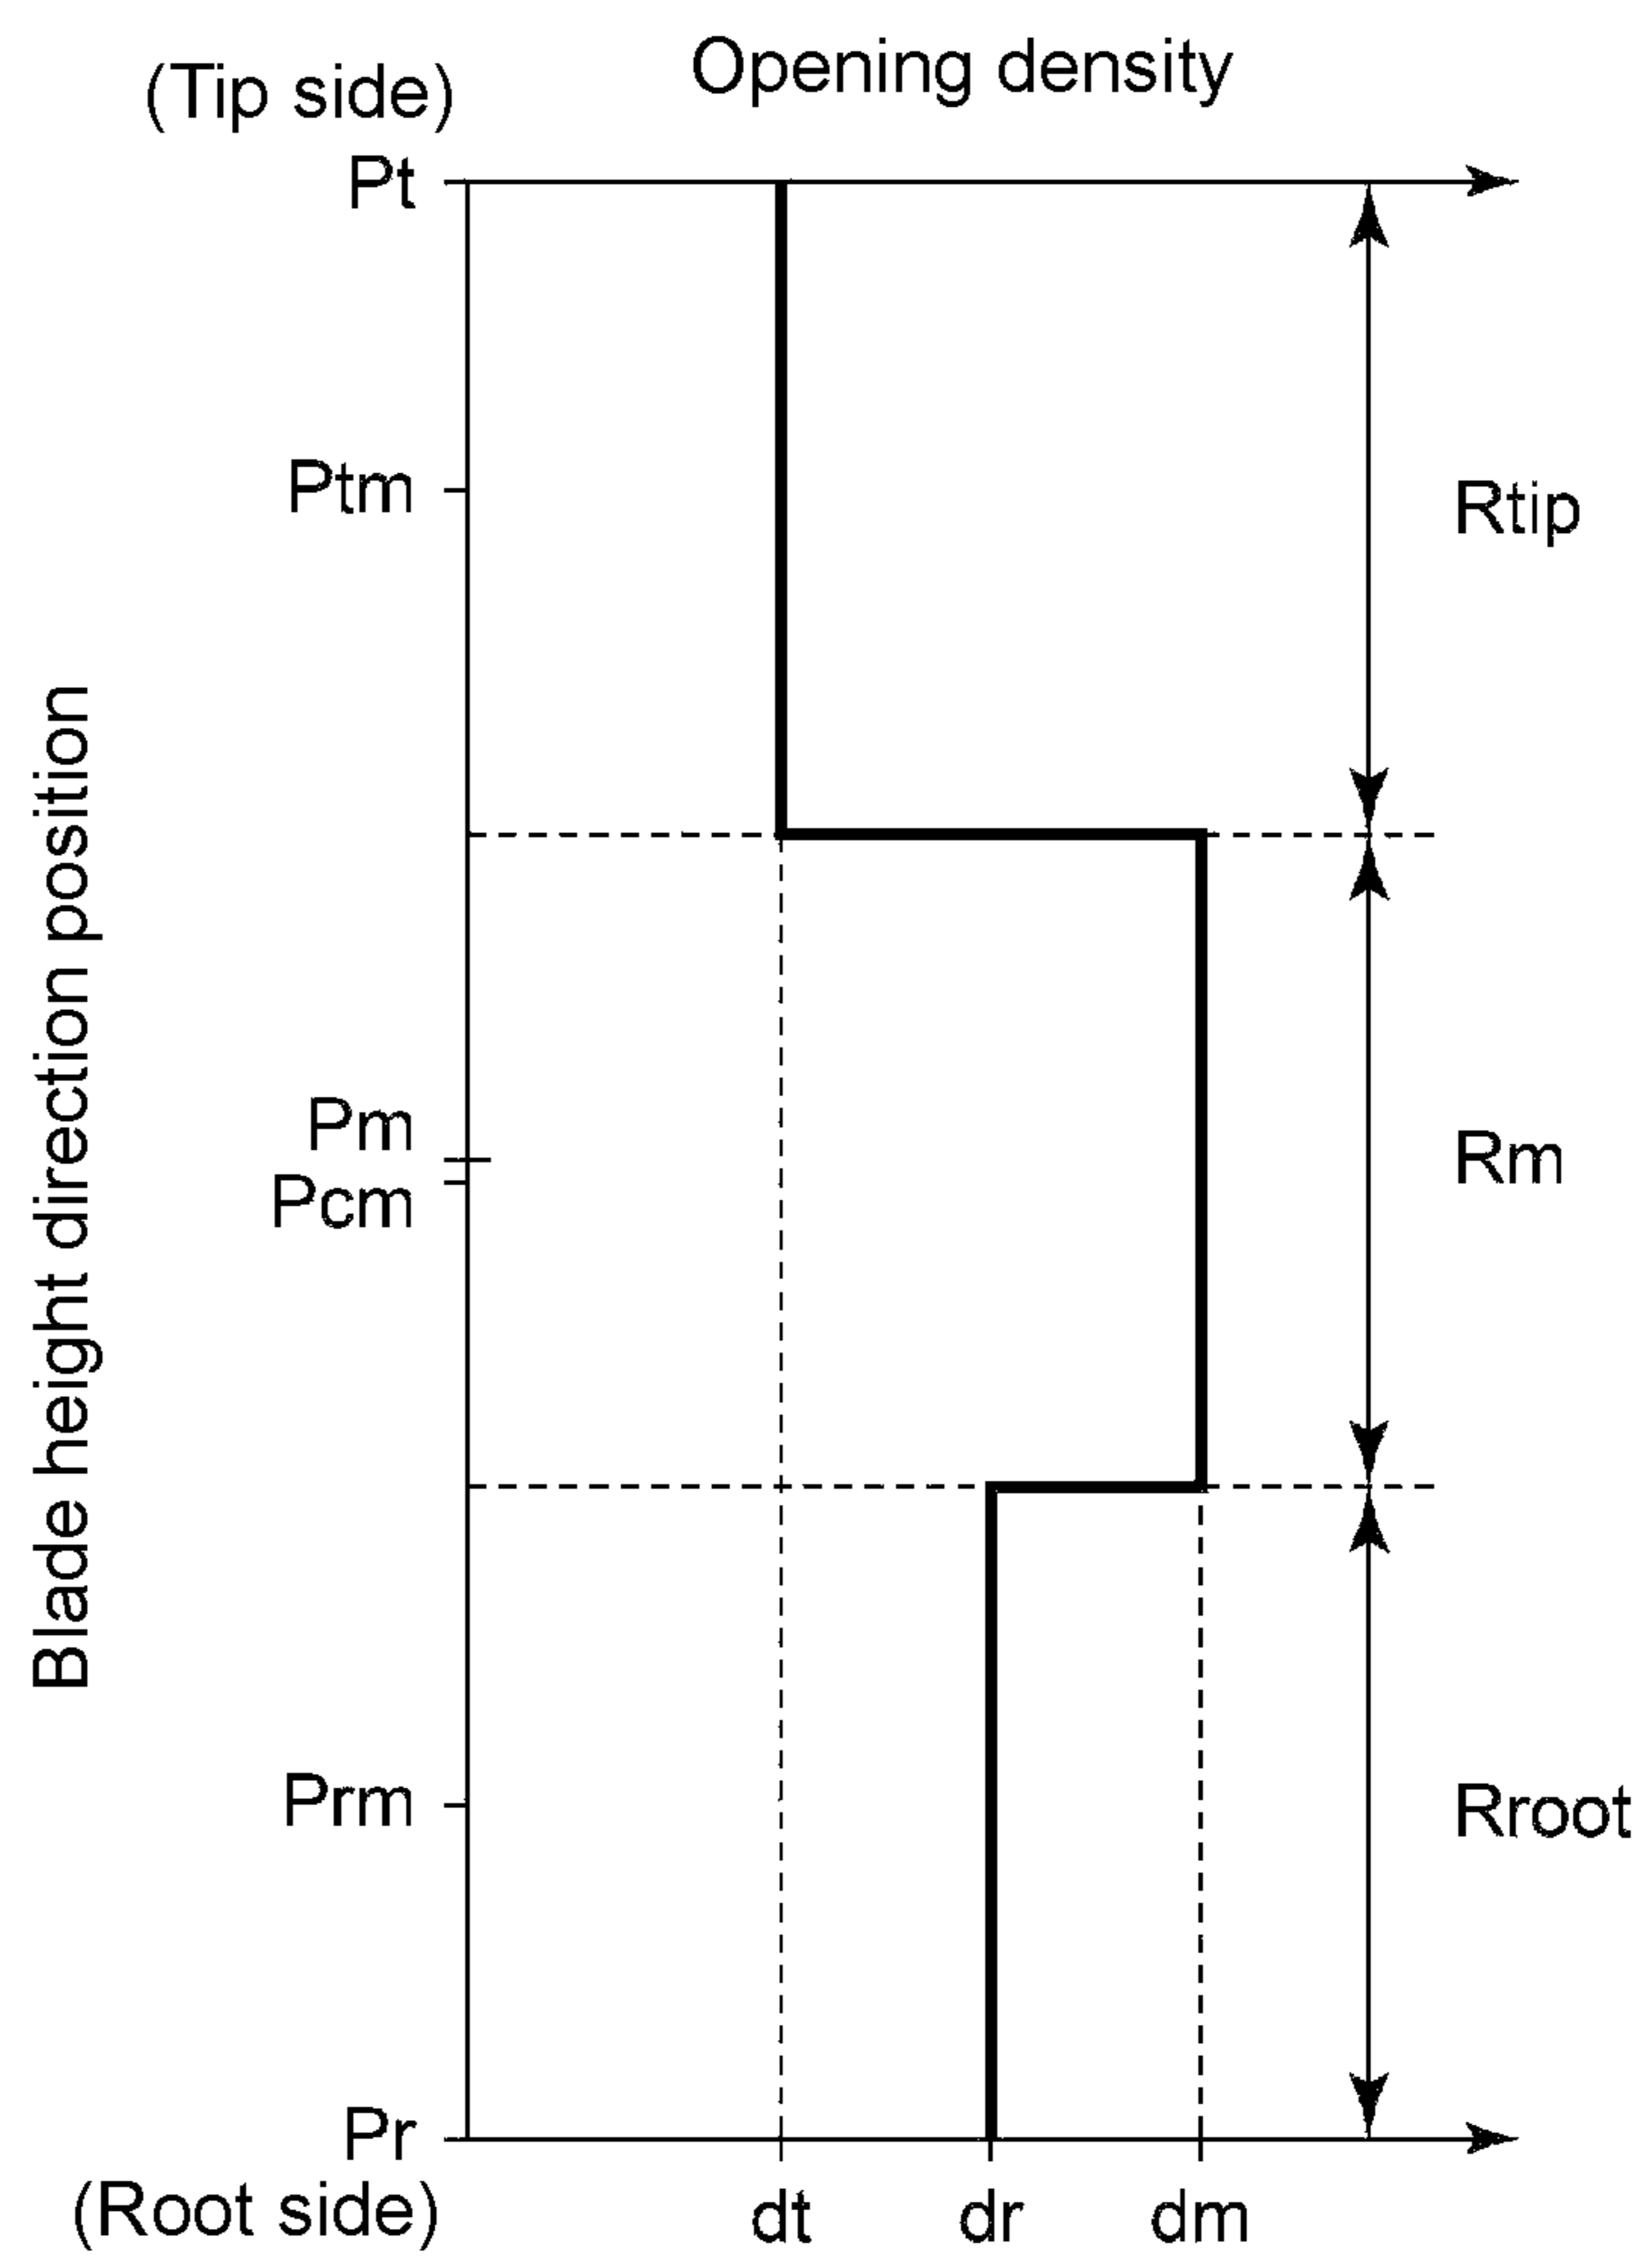 Opening density
(Tip side)
Pt
Ptm
Rtip
Blade height direction position
Pm
Rm
Pcm
Prm
Rroot
Pr
(Root side)
dt dr dm